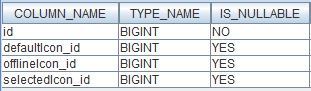 COLUMN_NAME TYPE_NAME IS_NULLABLE
id BIGINT NO
defaultIcon_id BIGINT YES
offlineIcon_id BIGINT YES
selectedIcon_id BIGINT YES